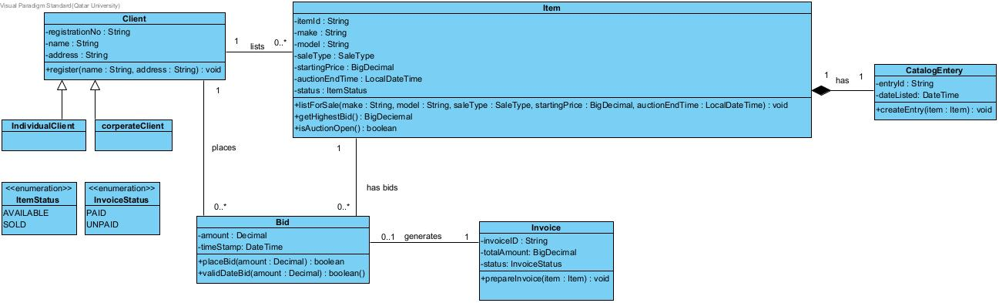 Visual Paradigm Standard(Qatar University)
Client
-registrationNo : String
-name : String
-address : String
+register(name : String, address : String) : void
1
lists
0..*
Item
-itemId : String
-make : String
-model : String
-saleType : SaleType
-startingPrice : BigDecimal
-auctionEndTime : LocalDateTime
-status : ItemStatus
+listForSale(make : String, model : String, saleType : SaleType, startingPrice : BigDecimal, auctionEndTime : LocalDateTime) : void
+getHighestBid() : BigDeciemal
+isAuctionOpen() : boolean
1
has
1
CatalogEntery
-entryId : String
-dateListed: DateTime
+createEntry(item : Item) : void
IndividualClient
corperateClient
1
places
0..*
1
has bids
0..*
<<enumeration>>
ItemStatus
AVAILABLE
SOLD
<<enumeration>>
InvoiceStatus
PAID
UNPAID
Bid
-amount : Decimal
-timeStamp: DateTime
+placeBid(amount : Decimal) : boolean
+validDateBid(amount : Decimal) : boolean()
0..1
generates
1
Invoice
-invoiceID : String
-totalAmount: BigDecimal
-status: InvoiceStatus
+prepareInvoice(item : Item) : void